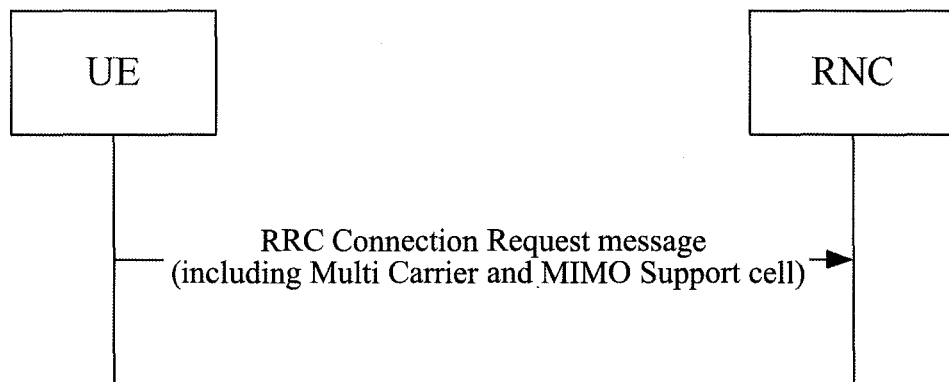 UE
RNC
RRC Connection Request message
(including Multi Carrier and MIMO Support cell)